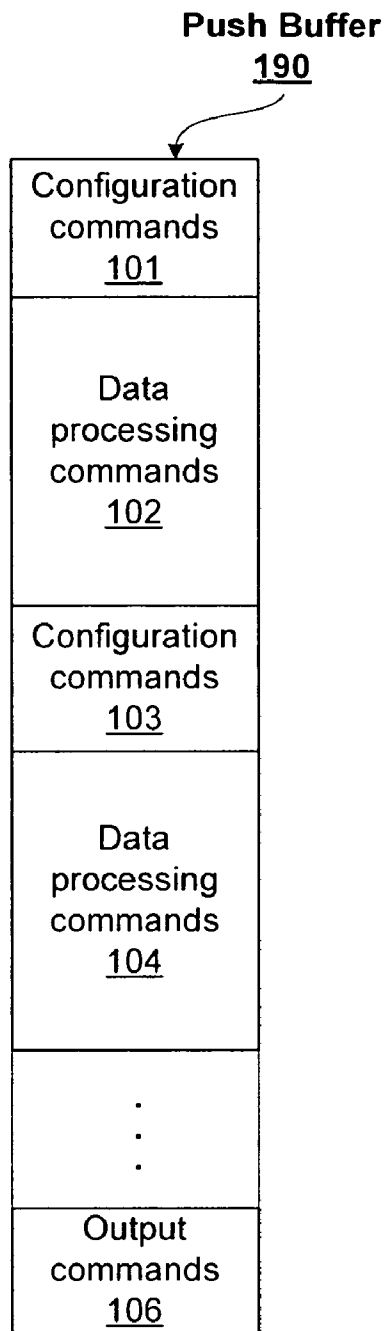 Push Buffer
190
Configuration
commands
101
Data
processing
commands
102
Configuration
commands
103
Data
processing
commands
104
.
.
.
Output
commands
106